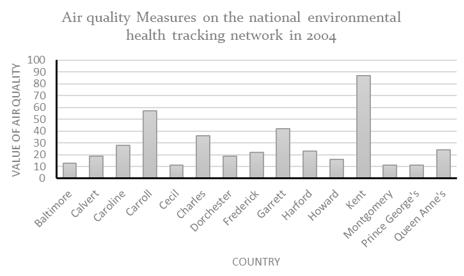 Air quality Measures on the national environmental
health tracking network in 2004
VALUE OF AIR QUALITY
100
90
80
70
60
50
40
30
20
10
0
Baltimore
Calvert
Caroline
Carroll
Cecil
Charles
Dorchester
Frederick
Garrett
Harford
Howard
Kent
Montgomery
Prince George's
Queen Anne's
COUNTRY